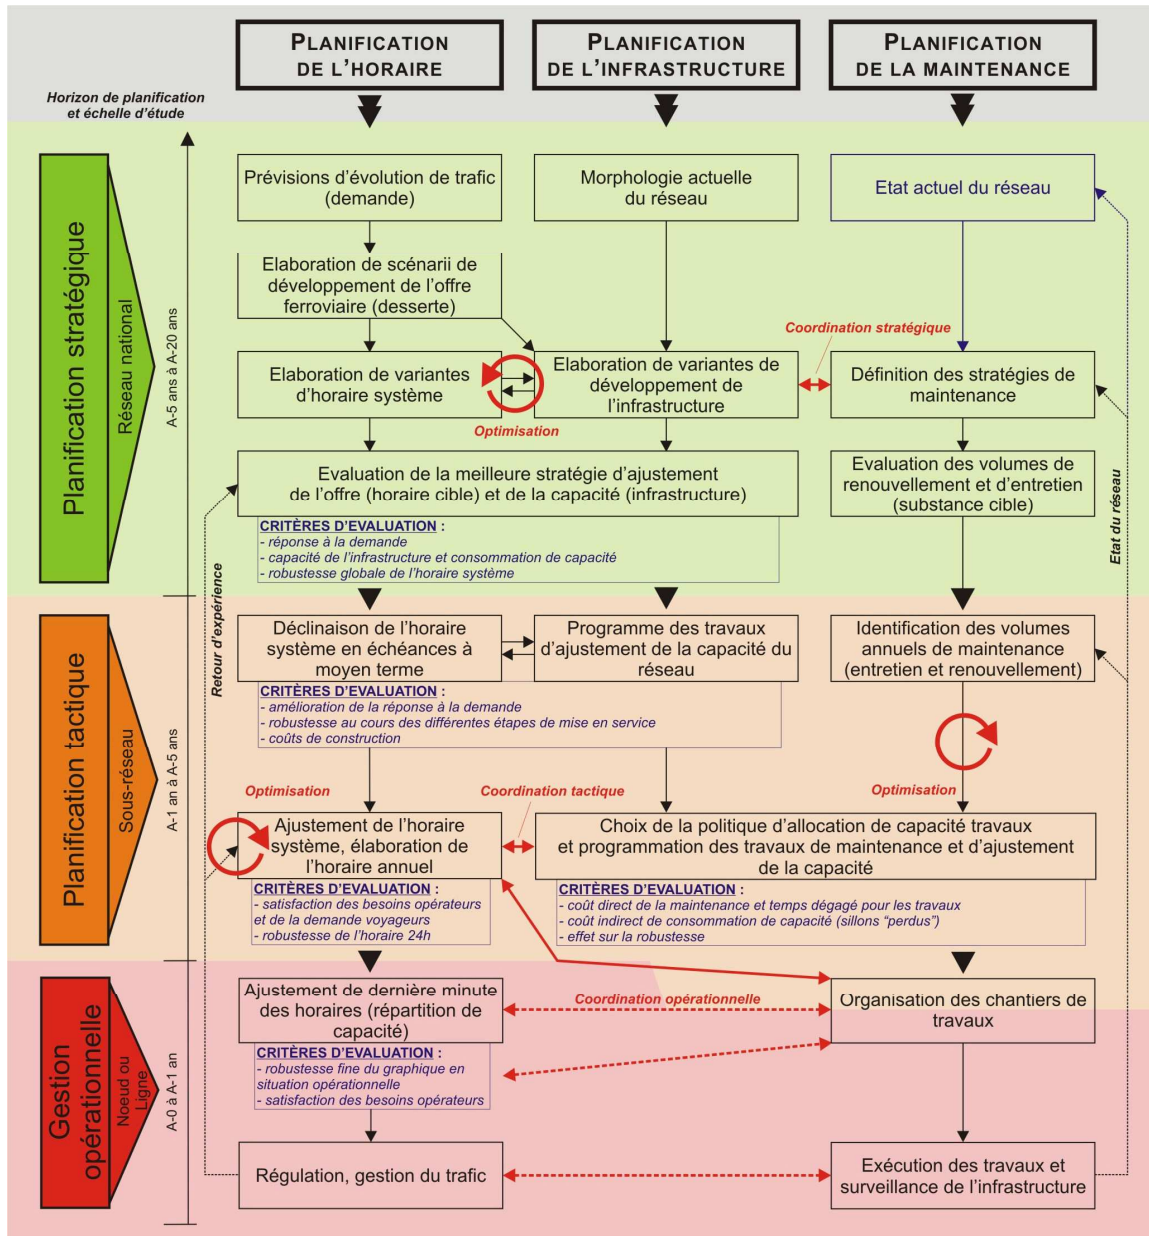 PLANIFICATION
DE L'HORAIRE
PLANIFICATION
DE L'INFRASTRUCTURE
PLANIFICATION
DE LA MAINTENANCE
Horizon de planification
et échelle d'étude
Planification stratégique
Réseau national
A-5 ans à A-20 ans
Prévisions d'évolution de trafic
(demande)
Morphologie actuelle
du réseau
Etat actuel du réseau
Elaboration de scénarii de
développement de l'offre
ferroviaire (desserte)
Coordination stratégique
Elaboration de variantes
d'horaire système
Elaboration de variantes de
développement de
l'infrastructure
Définition des stratégies de
maintenance
Optimisation
Evaluation de la meilleure stratégie d'ajustement
de l'offre (horaire cible) et de la capacité (infrastructure)
Evaluation des volumes de
renouvellement et d'entretien
(substance cible)
Etat du réseau
CRITÈRES D'EVALUATION :
- réponse à la demande
- capacité de l'infrastructure et consommation de capacité
- robustesse globale de l'horaire système
Retour d'expérience
Planification tactique
Sous-réseau
A-1 an à A-5 ans
Déclinaison de l'horaire
système en échéances à
moyen terme
Programme des travaux
d'ajustement de la capacité du
réseau
Identification des volumes
annuels de maintenance
(entretien et renouvellement)
CRITÈRES D'EVALUATION :
- amélioration de la réponse à la demande
- robustesse au cours des différentes étapes de mise en service
- coûts de construction
Optimisation
Coordination tactique
Optimisation
Ajustement de l'horaire
système, élaboration de
l'horaire annuel
Choix de la politique d'allocation de capacité travaux
et programmation des travaux de maintenance et d'ajustement
de la capacité
CRITÈRES D'EVALUATION :
- satisfaction des besoins opérateurs
et de la demande voyageurs
- robustesse de l'horaire 24h
CRITÈRES D'EVALUATION :
- coût direct de la maintenance et temps dégagé pour les travaux
- coût indirect de consommation de capacité (sillons "perdus")
- effet sur la robustesse
Gestion
opérationnelle
Noeud ou
Ligne
A-0 à A-1 an
Ajustement de dernière minute
des horaires (répartition de
capacité)
Coordination opérationnelle
Organisation des chantiers de
travaux
CRITÈRES D'EVALUATION :
- robustesse fine du graphique en
situation opérationnelle
- satisfaction des besoins opérateurs
Régulation, gestion du trafic
Exécution des travaux et
surveillance de l'infrastructure